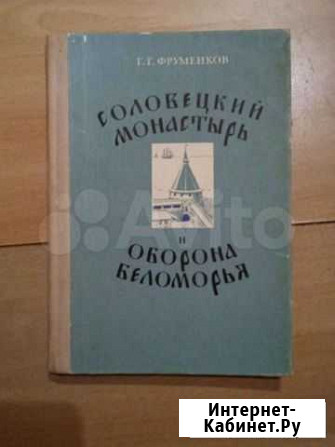 Г. Г. ФРУМЕНКОВ
СОЛОВЕЦКИЙ
МОНАСТЫРЬ
И
ОБОРОНА
БЕЛОМОРЬЯ
Avito
Интернет-
Кабинет.Ру